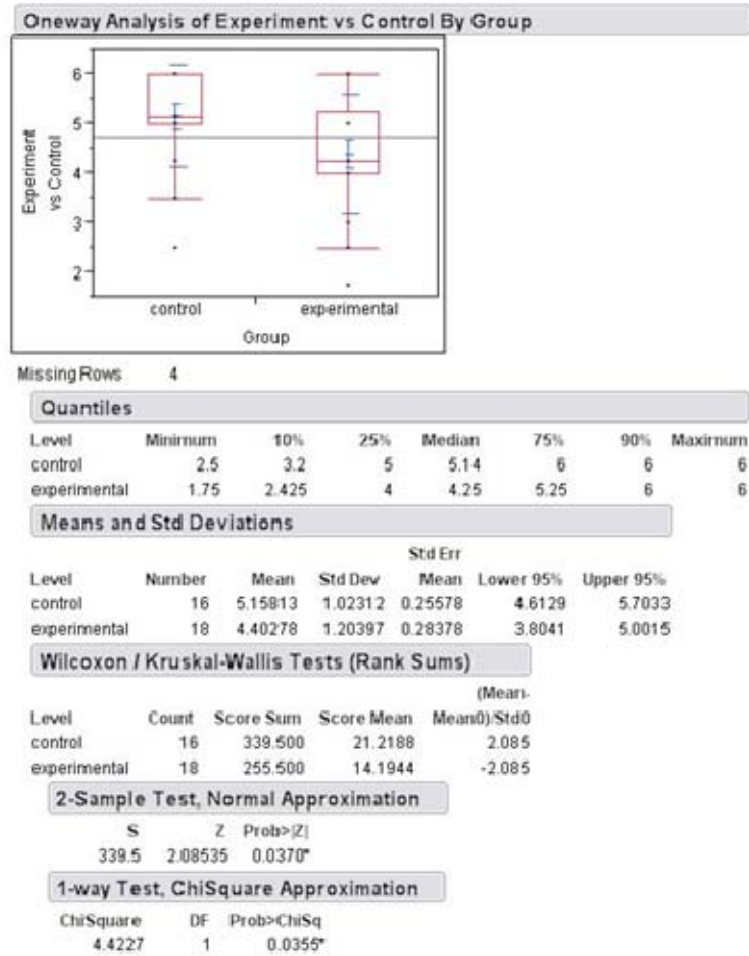 Oneway Analysis of Experiment vs Control By Group
6
5
4
3
2
Experiment
vs Control
control experimental
Group
Missing Rows 4
Quantiles
Level Minimum 10% 25% Median 75% 90% Maximum
control 2.5 3.2 5 5.14 6 6 6
experimental 1.75 2.425 4 4.25 5.25 6 6
Means and Std Deviations
Std Err
Level Number Mean Std Dev Mean Lower 95% Upper 95%
control 16 5.15813 1.02312 0.25578 4.6129 5.7033
experimental 18 4.40278 1.20397 0.28378 3.8041 5.0015
Wilcoxon / Kruskal-Wallis Tests (Rank Sums)
(Mean-
Level Count Score Sum Score Mean Mean0)/Std0
control 16 339.500 21.2188 2.085
experimental 18 255.500 14.1944 -2.085
2-Sample Test, Normal Approximation
S Z Prob>|Z|
339.5 2.08535 0.0370*
1-way Test, ChiSquare Approximation
ChiSquare DF Prob>ChiSq
4.4227 1 0.0355*